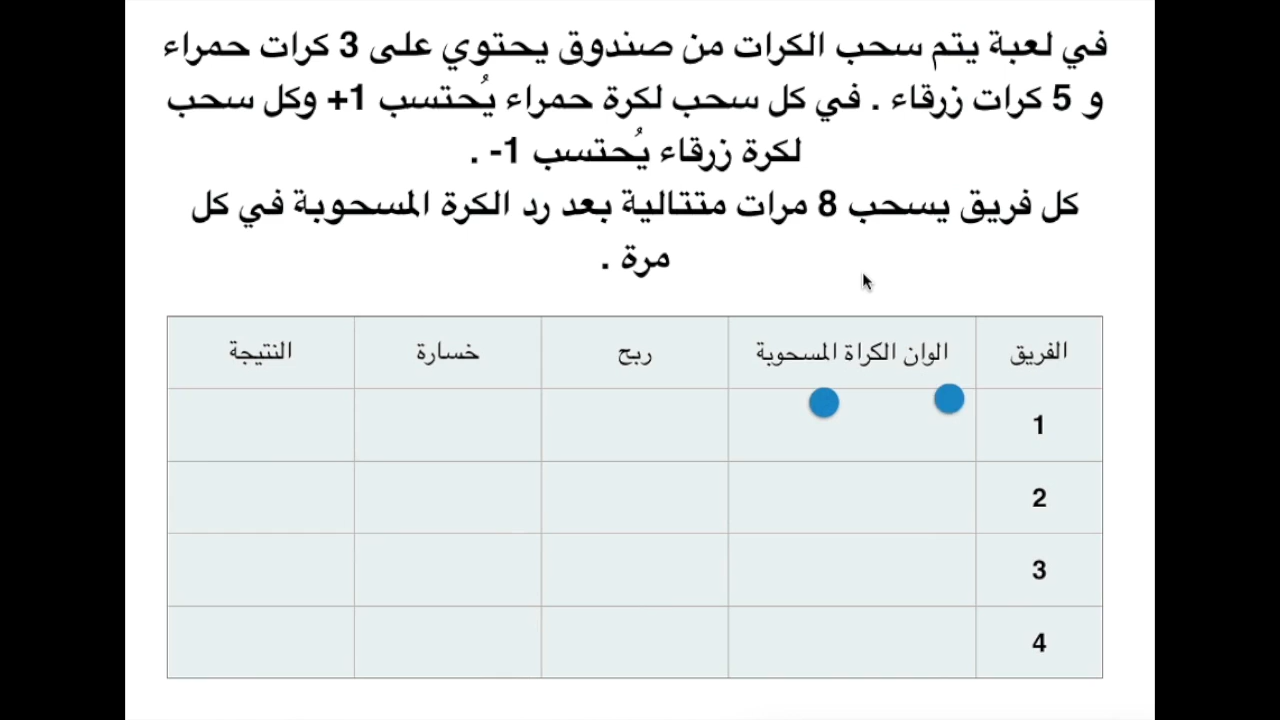 في لعبة يتم سحب الكرات من صندوق يحتوي على 3 كرات حمراء
و 5 كرات زرقاء . في كل سحب لكرة حمراء يُحتسب 1+ وكل سحب
لكرة زرقاء يُحتسب 1- .
كل فريق يسحب 8 مرات متتالية بعد رد الكرة المسحوبة في كل
مرة .
الفريق الوان الكراة المسحوبة ربح خسارة النتيجة
1
2
3
4